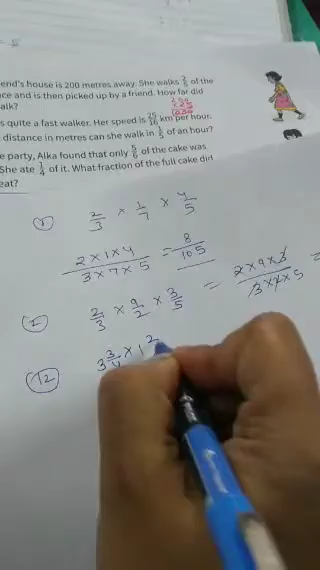 end's house is 200 metres away. She walks 2/5 of the
ce and is then picked up by a friend. How far did
alk?
s quite a fast walker. Her speed is km per hour.
distance in metres can she walk in of an hour?
e party, Alka found that only 5/6 of the cake was
She ate 1/4 of it. What fraction of the full cake did
eat?
2/3 × 1/7 × 4/5
2×1×4/3×7×5 = 8/105
2/3 × 9/2 × 3/5 = 2×9×3/3×2×5 =
12 3 3/4 × 1 2